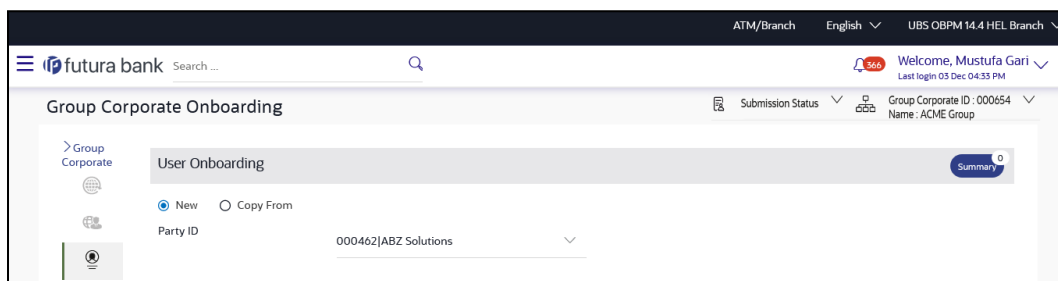 ATM/Branch English UBS OBPM 14.4 HEL Branch
futura bank Search ... 366 Welcome, Mustufa Gari
Last login 03 Dec 04:33 PM
Group Corporate Onboarding Submission Status Group Corporate ID : 000654
Name : ACME Group
Group
Corporate
User Onboarding Summary 0
New Copy From
Party ID 000462|ABZ Solutions